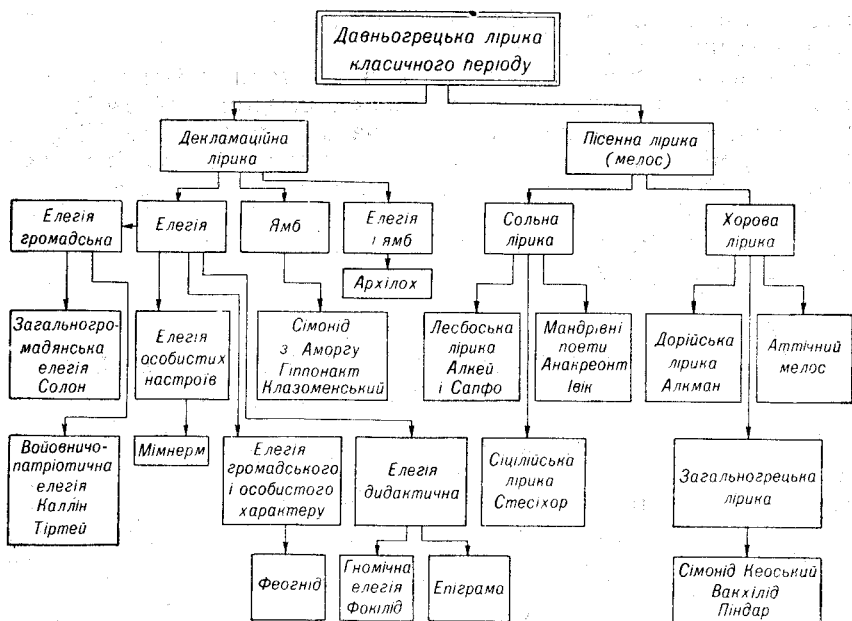 Давньогрецька лірика
класичного періоду
Декламаційна
лірика
Пісенна лірика
(мелос)
Елегія
громадська
Елегія
Ямб
Елегія
і ямб
Сольна
лірика
Хорова
лірика
Архілох
Загальногро-
мадянська
елегія
Солон
Елегія
особистих
настроїв
Сімонід
з Аморгу
Гіппонакт
Клазоменський
Лесбоська
лірика
Алкей
і Сапфо
Мандрівні
поети
Анакреонт
Івік
Дорійська
лірика
Алкман
Аттічний
мелос
Войовничо-
патріотична
елегія
Каллін
Тіртей
Мімнерм
Елегія
громадського
і особистого
характеру
Елегія
дидактична
Сіцілійська
лірика
Стесіхор
Загальногрецька
лірика
Феогнід
Гномічна
елегія
Фокілід
Епіграма
Сімонід Кеоський
Вакхілід
Піндар